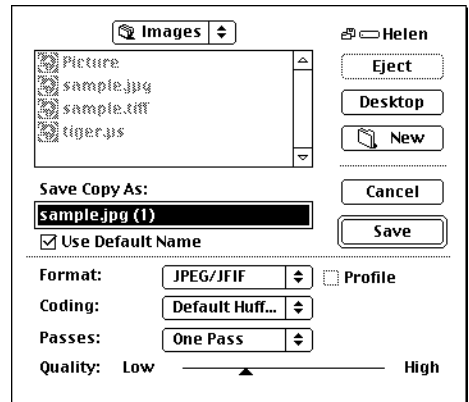 Images
Helen
Picture
sample.jpg
sample.tiff
tiger.ps
Eject
Desktop
New
Save Copy As:
sample.jpg (1)
Use Default Name
Cancel
Save
Format: JPEG/JFIF Profile
Coding: Default Huff...
Passes: One Pass
Quality: Low High